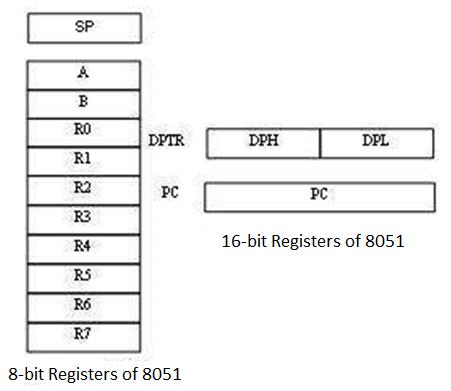 SP
A
B
R0
R1
R2
R3
R4
R5
R6
R7
DPTR DPH DPL
PC PC
16-bit Registers of 8051
8-bit Registers of 8051